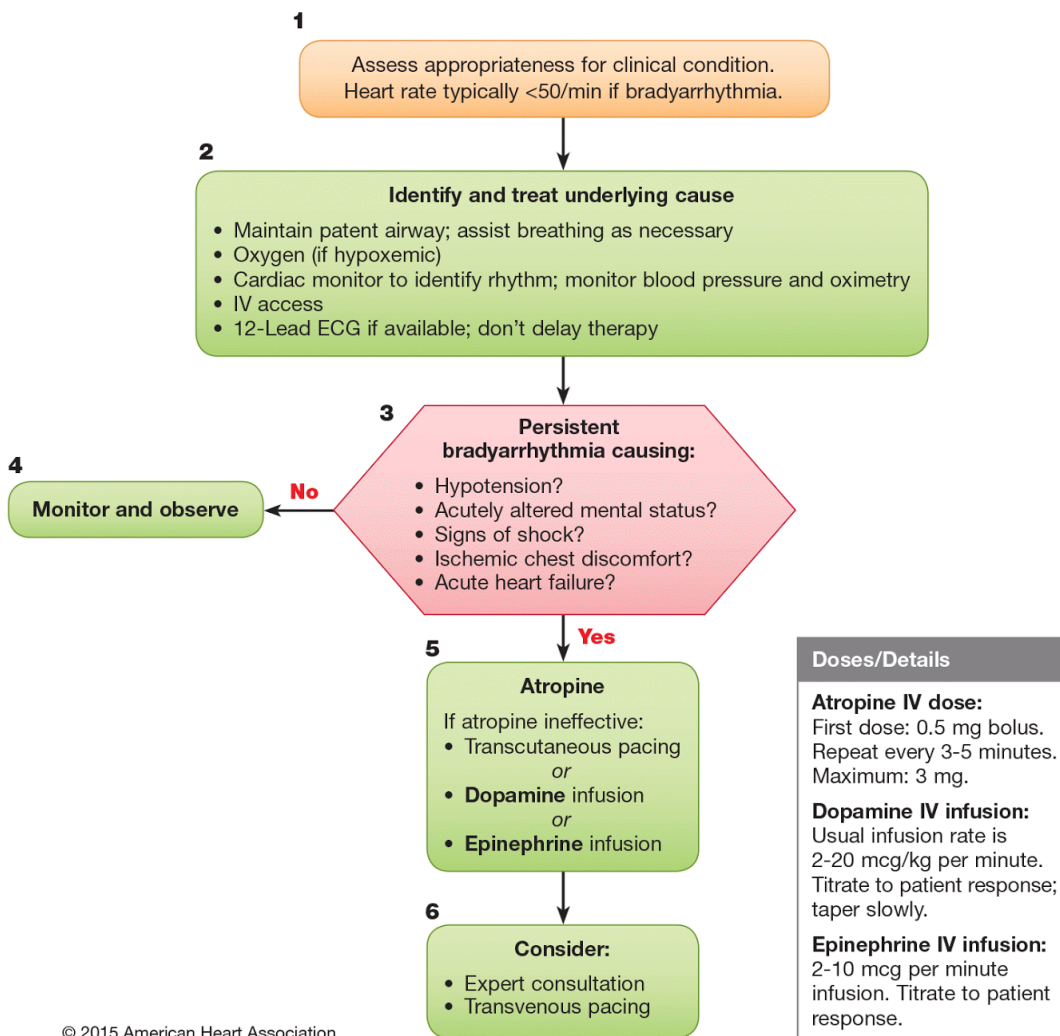 1
Assess appropriateness for clinical condition.
Heart rate typically <50/min if bradyarrhythmia.
2
Identify and treat underlying cause
• Maintain patent airway; assist breathing as necessary
• Oxygen (if hypoxemic)
• Cardiac monitor to identify rhythm; monitor blood pressure and oximetry
• IV access
• 12-Lead ECG if available; don't delay therapy
3
Persistent
bradyarrhythmia causing:
• Hypotension?
• Acutely altered mental status?
• Signs of shock?
• Ischemic chest discomfort?
• Acute heart failure?
No
4
Monitor and observe
Yes
5
Atropine
If atropine ineffective:
• Transcutaneous pacing
or
• Dopamine infusion
or
• Epinephrine infusion
6
Consider:
• Expert consultation
• Transvenous pacing
Doses/Details
Atropine IV dose:
First dose: 0.5 mg bolus.
Repeat every 3-5 minutes.
Maximum: 3 mg.
Dopamine IV infusion:
Usual infusion rate is
2-20 mcg/kg per minute.
Titrate to patient response;
taper slowly.
Epinephrine IV infusion:
2-10 mcg per minute
infusion. Titrate to patient
response.
© 2015 American Heart Association